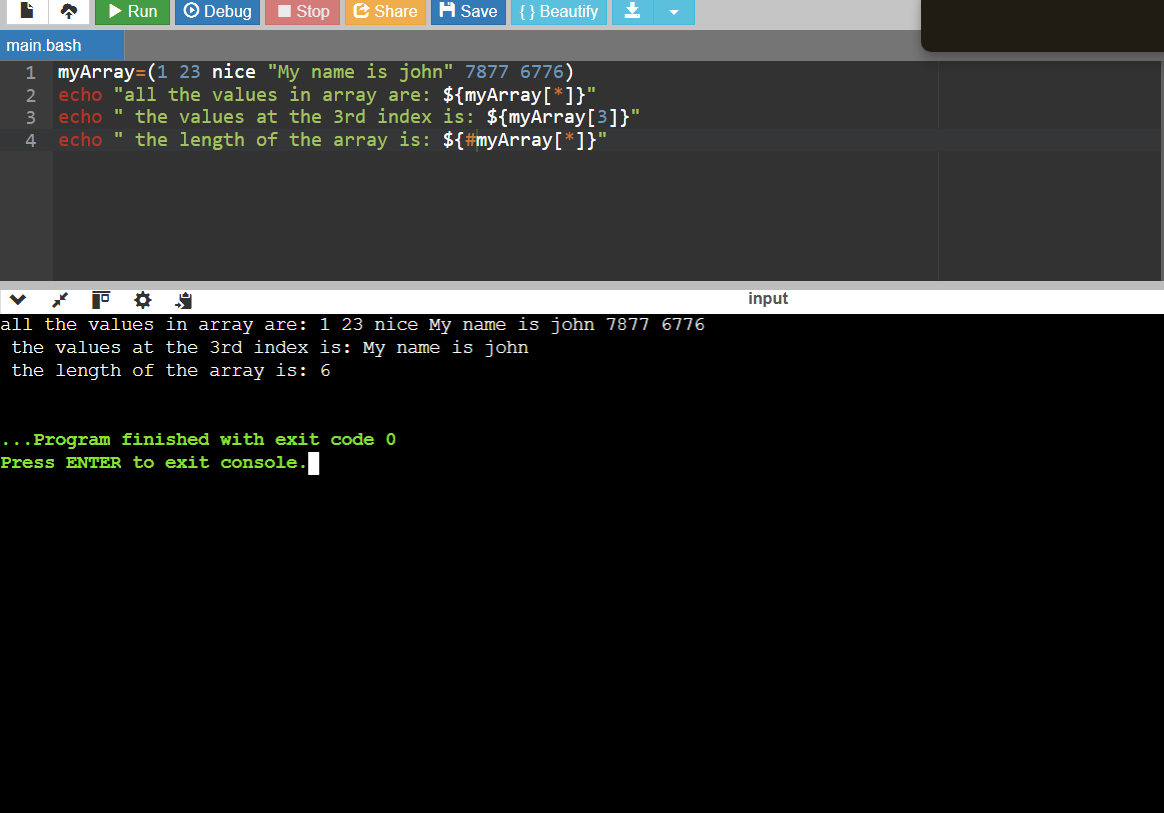 Run Debug Stop Share Save { } Beautify
main.bash
1 myArray=(1 23 nice "My name is john" 7877 6776)
2 echo "all the values in array are: ${myArray[*]}"
3 echo " the values at the 3rd index is: ${myArray[3]}"
4 echo " the length of the array is: ${#myArray[*]}"
input
all the values in array are: 1 23 nice My name is john 7877 6776
 the values at the 3rd index is: My name is john
 the length of the array is: 6
...Program finished with exit code 0
Press ENTER to exit console.